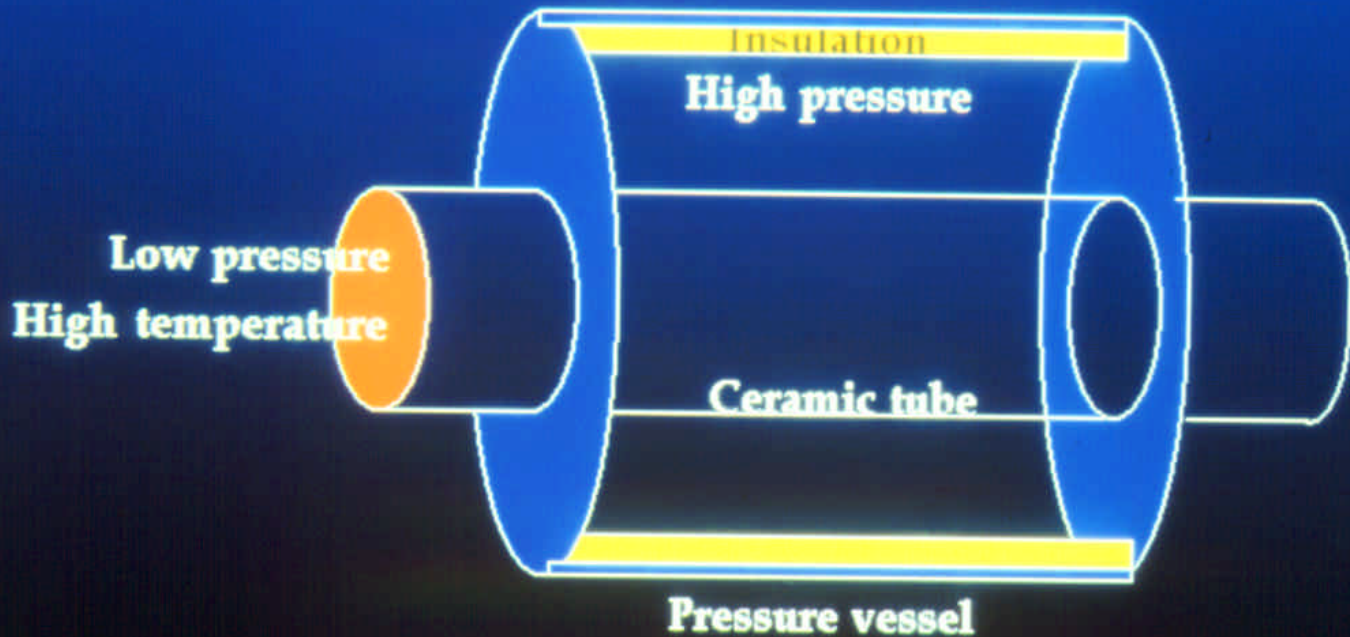 Insulation
High pressure
Low pressure
High temperature
Ceramic tube
Pressure vessel